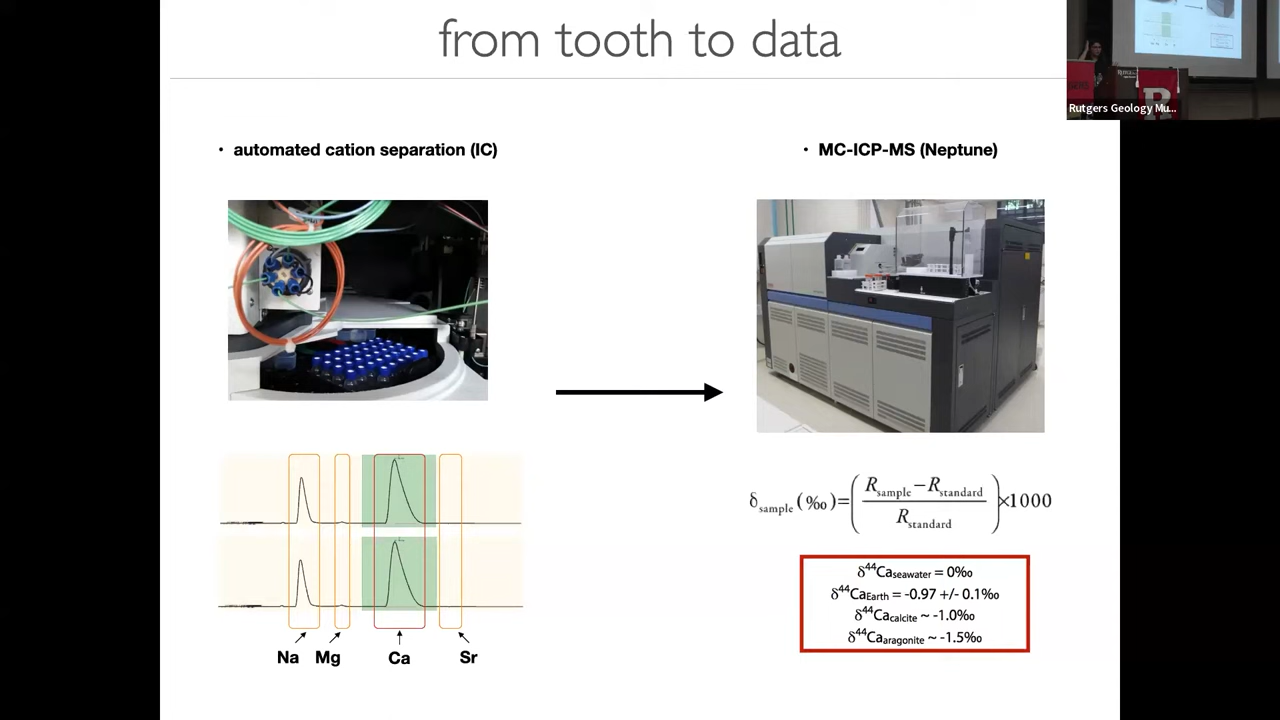 from tooth to data
Rutgers Geology Mu...
• automated cation separation (IC)
• MC-ICP-MS (Neptune)
Na Mg Ca Sr
δsample (‰)=(Rsample − Rstandard / Rstandard)×1000
δ44Caseawater = 0‰
δ44CaEarth = -0.97 +/- 0.1‰
δ44Cacalcite ~ -1.0‰
δ44Caaragonite ~ -1.5‰